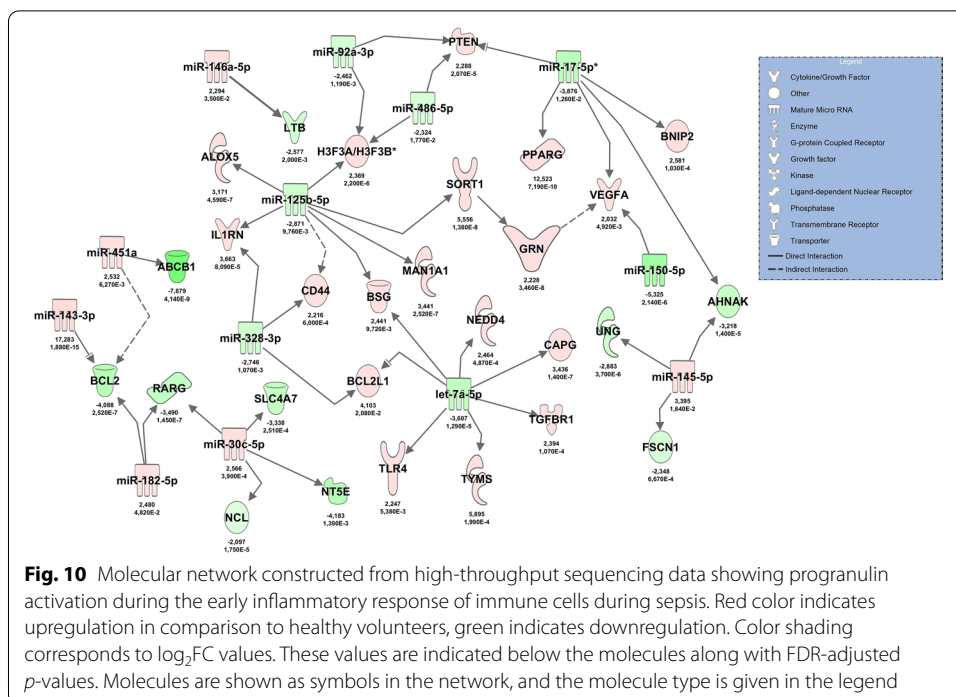 miR-92a-3p
-2,462
1,190E-3
PTEN
2,288
2,070E-5
miR-146a-5p
2,294
3,500E-2
miR-17-5p*
-3,876
1,260E-2
miR-486-5p
-2,324
1,770E-2
LTB
-2,577
2,000E-3
BNIP2
2,581
1,030E-4
ALOX5
3,171
4,590E-7
H3F3A/H3F3B*
2,369
2,200E-6
PPARG
12,523
7,190E-10
SORT1
5,556
1,380E-8
VEGFA
2,032
4,920E-3
miR-125b-5p
-2,871
9,760E-3
IL1RN
3,663
8,090E-5
GRN
2,228
3,460E-8
miR-451a
2,532
6,270E-3
ABCB1
-7,879
4,140E-9
MAN1A1
3,441
2,520E-7
miR-150-5p
-5,325
2,140E-6
CD44
2,216
6,000E-4
BSG
2,441
9,720E-3
AHNAK
-3,218
1,400E-5
miR-143-3p
17,283
1,880E-15
NEDD4
2,464
4,870E-4
UNG
-2,883
3,700E-6
miR-328-3p
-2,746
1,070E-3
CAPG
3,436
1,400E-7
BCL2
-4,088
2,520E-7
RARG
-3,490
1,450E-7
BCL2L1
4,103
2,080E-2
miR-145-5p
3,395
1,640E-2
SLC4A7
-3,338
2,510E-4
let-7a-5p
-3,607
1,290E-5
TGFBR1
2,394
1,070E-4
miR-30c-5p
2,566
3,900E-4
FSCN1
-2,348
6,670E-4
TLR4
2,247
5,380E-3
miR-182-5p
2,480
4,820E-2
TYMS
5,895
1,990E-4
NT5E
-4,183
1,390E-3
NCL
-2,097
1,750E-5
Legend
Cytokine/Growth Factor
Other
Mature Micro RNA
Enzyme
G-protein Coupled Receptor
Growth factor
Kinase
Ligand-dependent Nuclear Receptor
Phosphatase
Transmembrane Receptor
Transporter
Direct Interaction
Indirect Interaction
Fig. 10 Molecular network constructed from high-throughput sequencing data showing progranulin
activation during the early inflammatory response of immune cells during sepsis. Red color indicates
upregulation in comparison to healthy volunteers, green indicates downregulation. Color shading
corresponds to log₂FC values. These values are indicated below the molecules along with FDR-adjusted
p-values. Molecules are shown as symbols in the network, and the molecule type is given in the legend